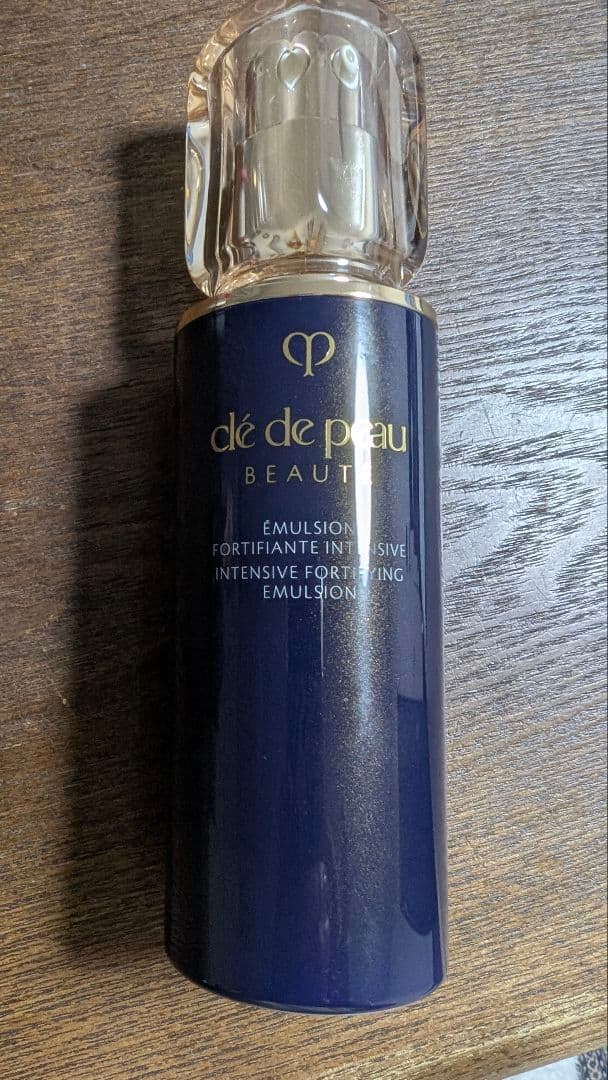 clé de peau
BEAUTÉ
ÉMULSION
FORTIFIANTE INTENSIVE
INTENSIVE FORTIFYING
EMULSION